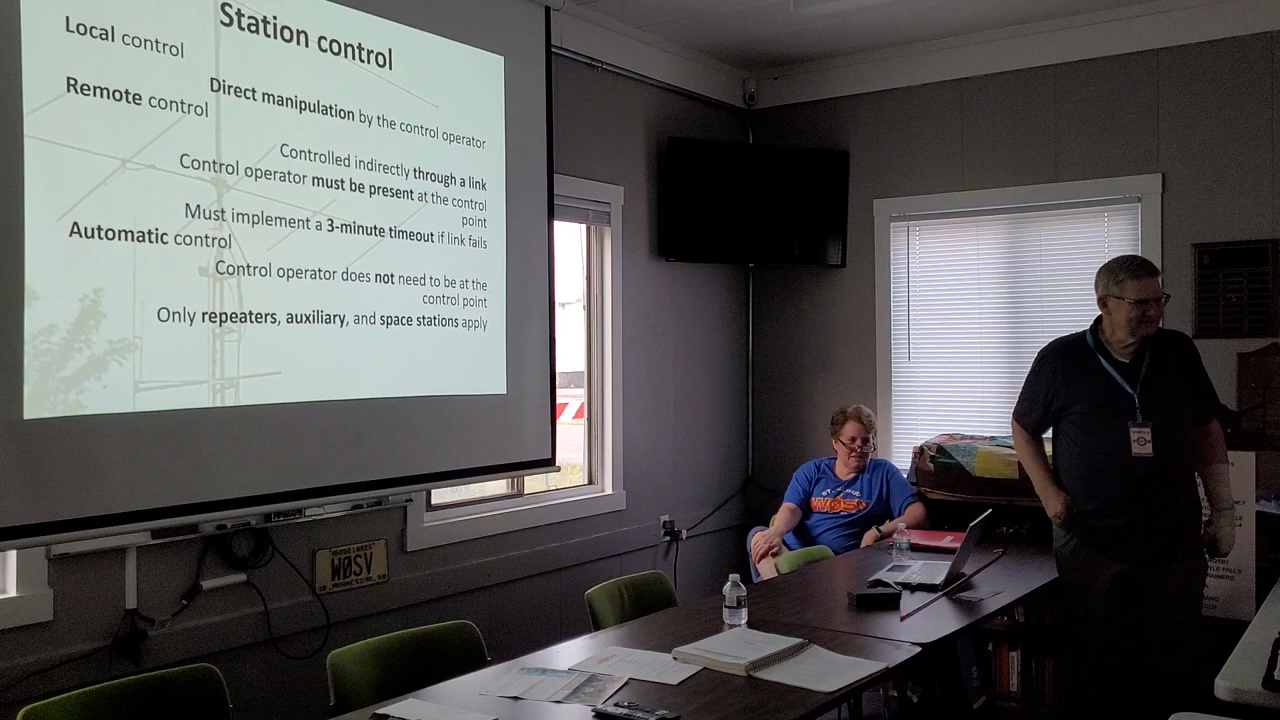 Station control
Local control
Direct manipulation by the control operator
Remote control
Controlled indirectly through a link
Control operator must be present at the control
point
Must implement a 3-minute timeout if link fails
Automatic control
Control operator does not need to be at the
control point
Only repeaters, auxiliary, and space stations apply
WØSV
ST. CLOUD
WØSV